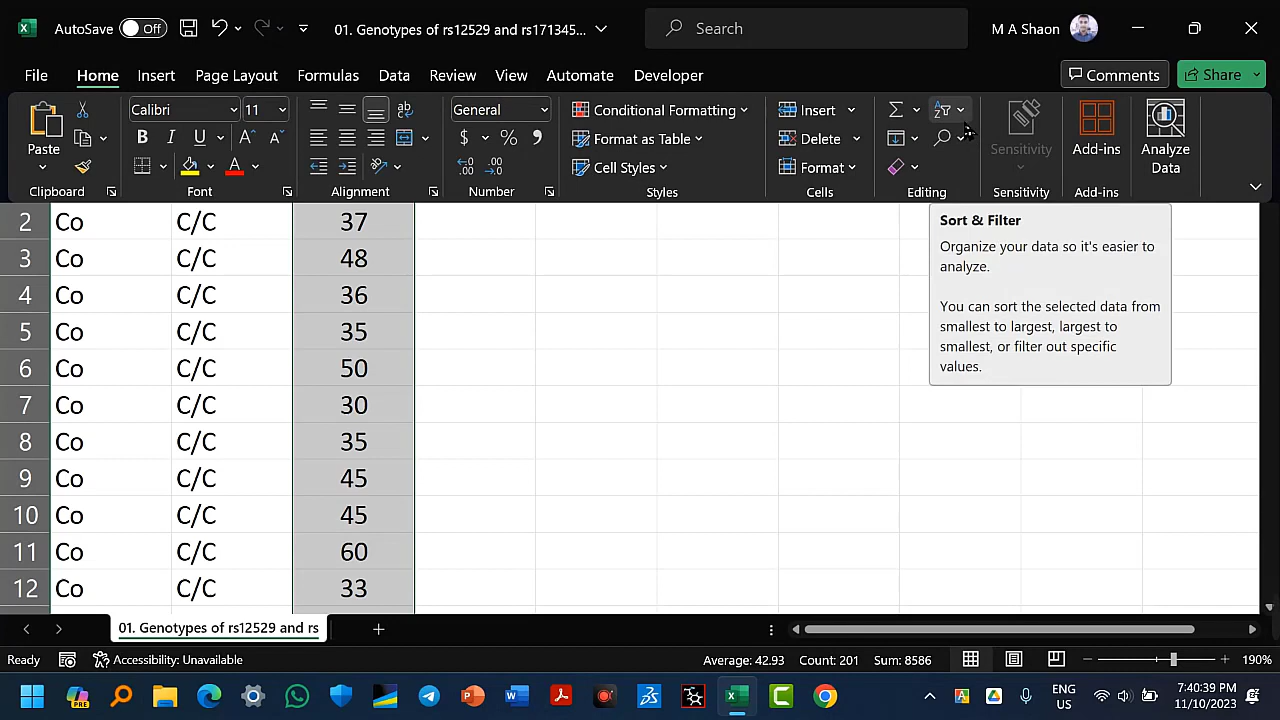 AutoSave Off 01. Genotypes of rs12529 and rs171345... Search M A Shaon
File Home Insert Page Layout Formulas Data Review View Automate Developer Comments Share
Paste Calibri 11 General Conditional Formatting Insert Σ
B I U $ % , Format as Table Delete
A Cell Styles Format
Sensitivity Add-ins Analyze Data
Clipboard Font Alignment Number Styles Cells Editing Sensitivity Add-ins
Sort & Filter
Organize your data so it's easier to
analyze.
You can sort the selected data from
smallest to largest, largest to
smallest, or filter out specific
values.
2 Co C/C 37
3 Co C/C 48
4 Co C/C 36
5 Co C/C 35
6 Co C/C 50
7 Co C/C 30
8 Co C/C 35
9 Co C/C 45
10 Co C/C 45
11 Co C/C 60
12 Co C/C 33
01. Genotypes of rs12529 and rs
Ready Accessibility: Unavailable Average: 42.93 Count: 201 Sum: 8586 190%
PRE ENG US 7:40:39 PM 11/10/2023